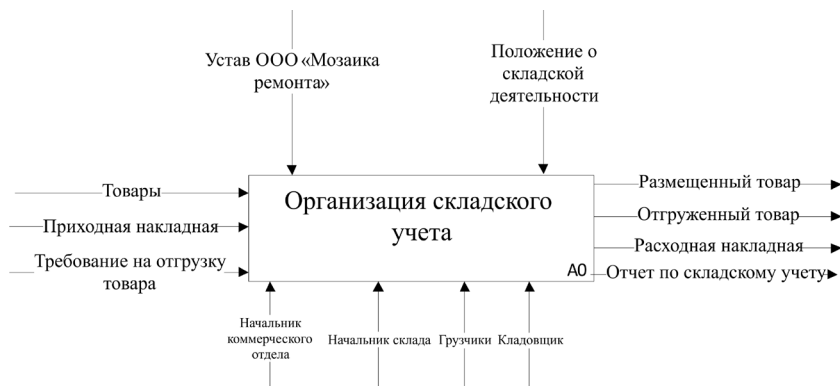 Устав ООО «Мозаика
ремонта»
Положение о
складской
деятельности
Товары
Приходная накладная
Требование на отгрузку
товара
Организация складского
учета
A0
Размещенный товар
Отгруженный товар
Расходная накладная
Отчет по складскому учету
Начальник
коммерческого
отдела
Начальник склада
Грузчики
Кладовщик